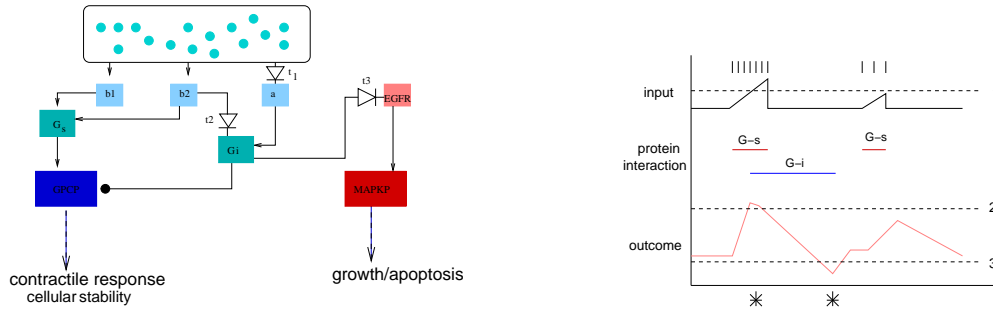 t1
t3
b1
b2
a
EGFR
Gs
t2
Gi
GPCP
MAPKP
contractile response
cellular stability
growth/apoptosis
input
G-s
G-s
protein
interaction
G-i
2
outcome
3